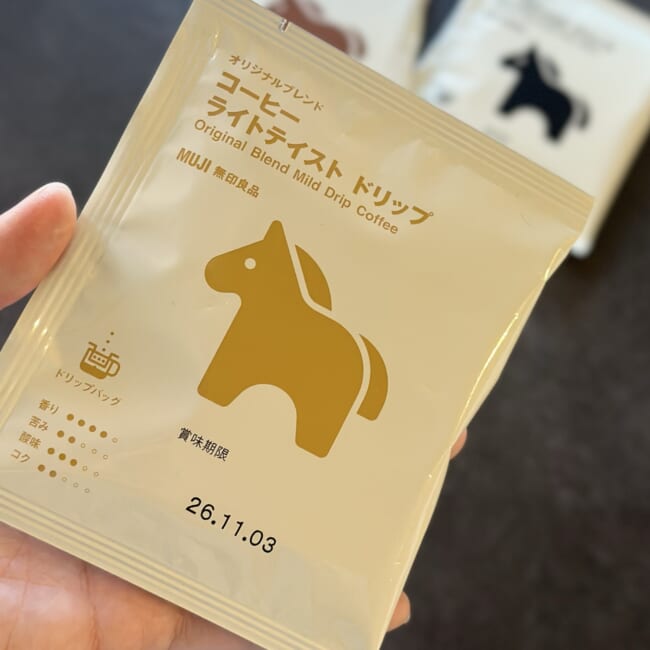 オリジナルブレンド
コーヒー
ライトテイスト ドリップ
Original Blend Mild Drip Coffee
MUJI 無印良品
ドリップバッグ
香り ●●●●○
苦み ●●○○○
酸味 ●●●○○
コク ●●○○○
賞味期限
26.11.03